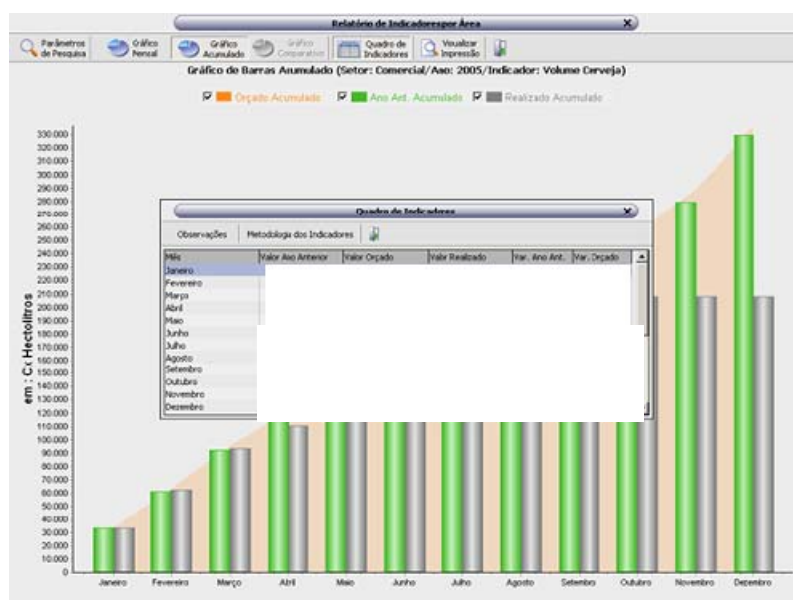 Relatório de Indicadorespor Área X
Parâmetros de Pesquisa
Gráfico Pensal
Gráfico Acumulado
Gráfico Comparativo
Quadro de Indicadores
Visualizar Impressão
Gráfico de Barras Anumulado (Setor: Comercial/Aao: 2005/Indicador: Volume Cerveja)
Orçado Acomulado Ano Ant. Acumulado Realizado Acumulado
330.000
320.000
310.000
300.000
290.000
280.000
270.000
260.000
250.000
240.000
230.000
220.000
210.000
200.000
190.000
180.000
170.000
160.000
150.000
140.000
130.000
120.000
110.000
100.000
90.000
80.000
70.000
60.000
50.000
40.000
30.000
20.000
10.000
0
Hectolitros
Quadro de Indicadores X
Observações Metodologia dos Indicadores
Mês Valor Ano Anterior Valor Orçado Valor Realizado Var. Ano Ant. Var. Orçado
Janeiro
Fevereiro
Março
Abril
Maio
Junho
Julho
Agosto
Setembro
Outubro
Novembro
Dezembro
Janeiro Fevereiro Março Abril Maio Junho Julho Agosto Setembro Outubro Novembro Dezembro